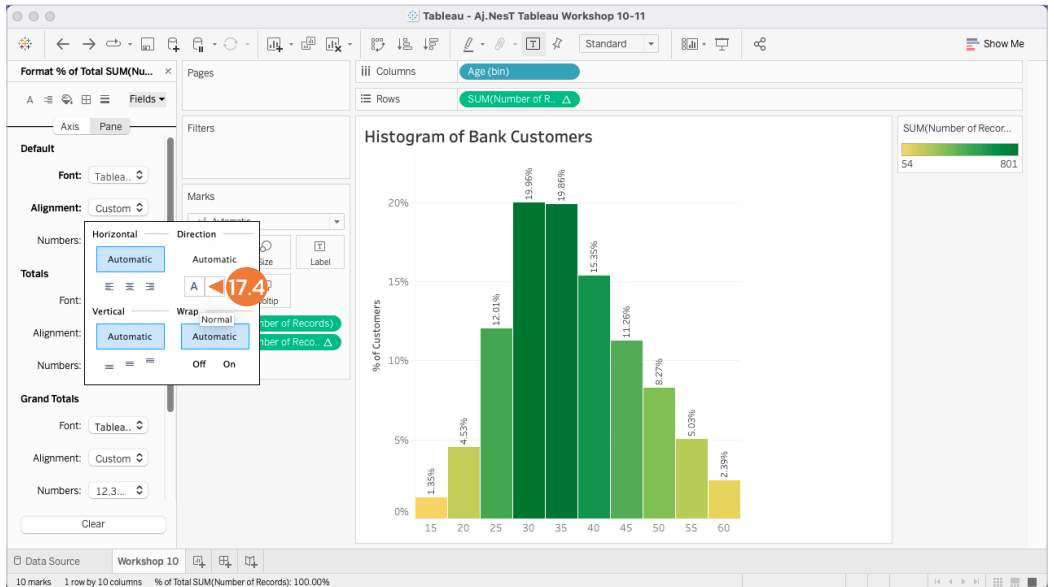 Tableau - Aj.NesT Tableau Workshop 10-11
Standard
Show Me
Format % of Total SUM(Nu... ×
Fields
Axis Pane
Default
Font: Tablea..
Alignment: Custom
Numbers:
Totals
Font:
Alignment:
Numbers:
Grand Totals
Font: Tablea..
Alignment: Custom
Numbers: 12,3...
Clear
Horizontal
Direction
Automatic
Automatic
A
17.4
Vertical
Wrap
Normal
Automatic
Automatic
Off On
Pages
Filters
Marks
Size
Label
nber of Records)
nber of Reco.. Δ
Columns
Age (bin)
Rows
SUM(Number of R.. Δ
Histogram of Bank Customers
% of Customers
20%
15%
10%
5%
0%
1.35%
4.53%
12.01%
19.96%
19.86%
15.35%
11.26%
8.27%
5.03%
2.39%
15 20 25 30 35 40 45 50 55 60
SUM(Number of Recor...
54 801
Data Source
Workshop 10
10 marks 1 row by 10 columns % of Total SUM(Number of Records): 100.00%